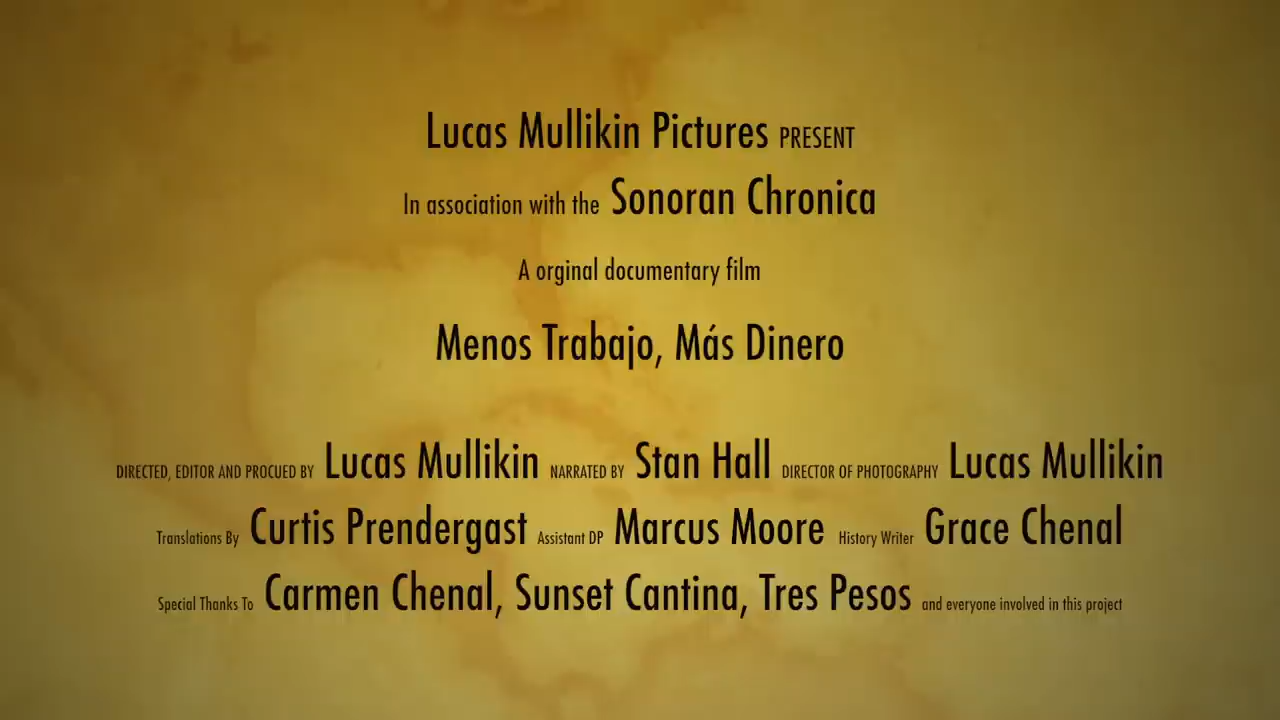 Lucas Mullikin Pictures PRESENT
In association with the Sonoran Chronica
A orginal documentary film
Menos Trabajo, Más Dinero
DIRECTED, EDITOR AND PROCUED BY Lucas Mullikin NARRATED BY Stan Hall DIRECTOR OF PHOTOGRAPHY Lucas Mullikin
Translations By Curtis Prendergast Assistant DP Marcus Moore History Writer Grace Chenal
Special Thanks To Carmen Chenal, Sunset Cantina, Tres Pesos and everyone involved in this project